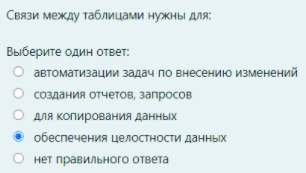 Связи между таблицами нужны для:
Выберите один ответ:
автоматизации задач по внесению изменений
создания отчетов, запросов
для копирования данных
обеспечения целостности данных
нет правильного ответа